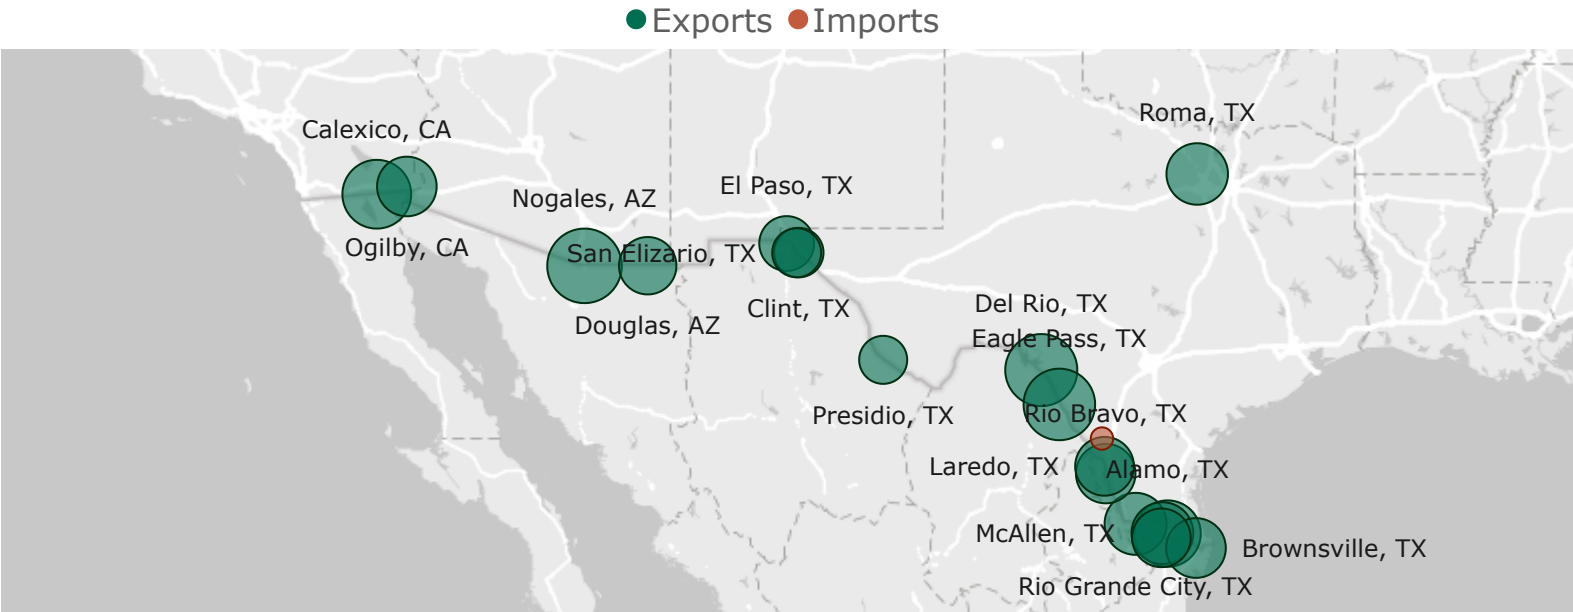 Exports Imports
Roma, TX
Calexico, CA
El Paso, TX
Nogales, AZ
Ogilby, CA
San Elizario, TX
Del Rio, TX
Clint, TX
Douglas, AZ
Eagle Pass, TX
Presidio, TX
Rio Bravo, TX
Laredo, TX
Alamo, TX
McAllen, TX
Brownsville, TX
Rio Grande City, TX